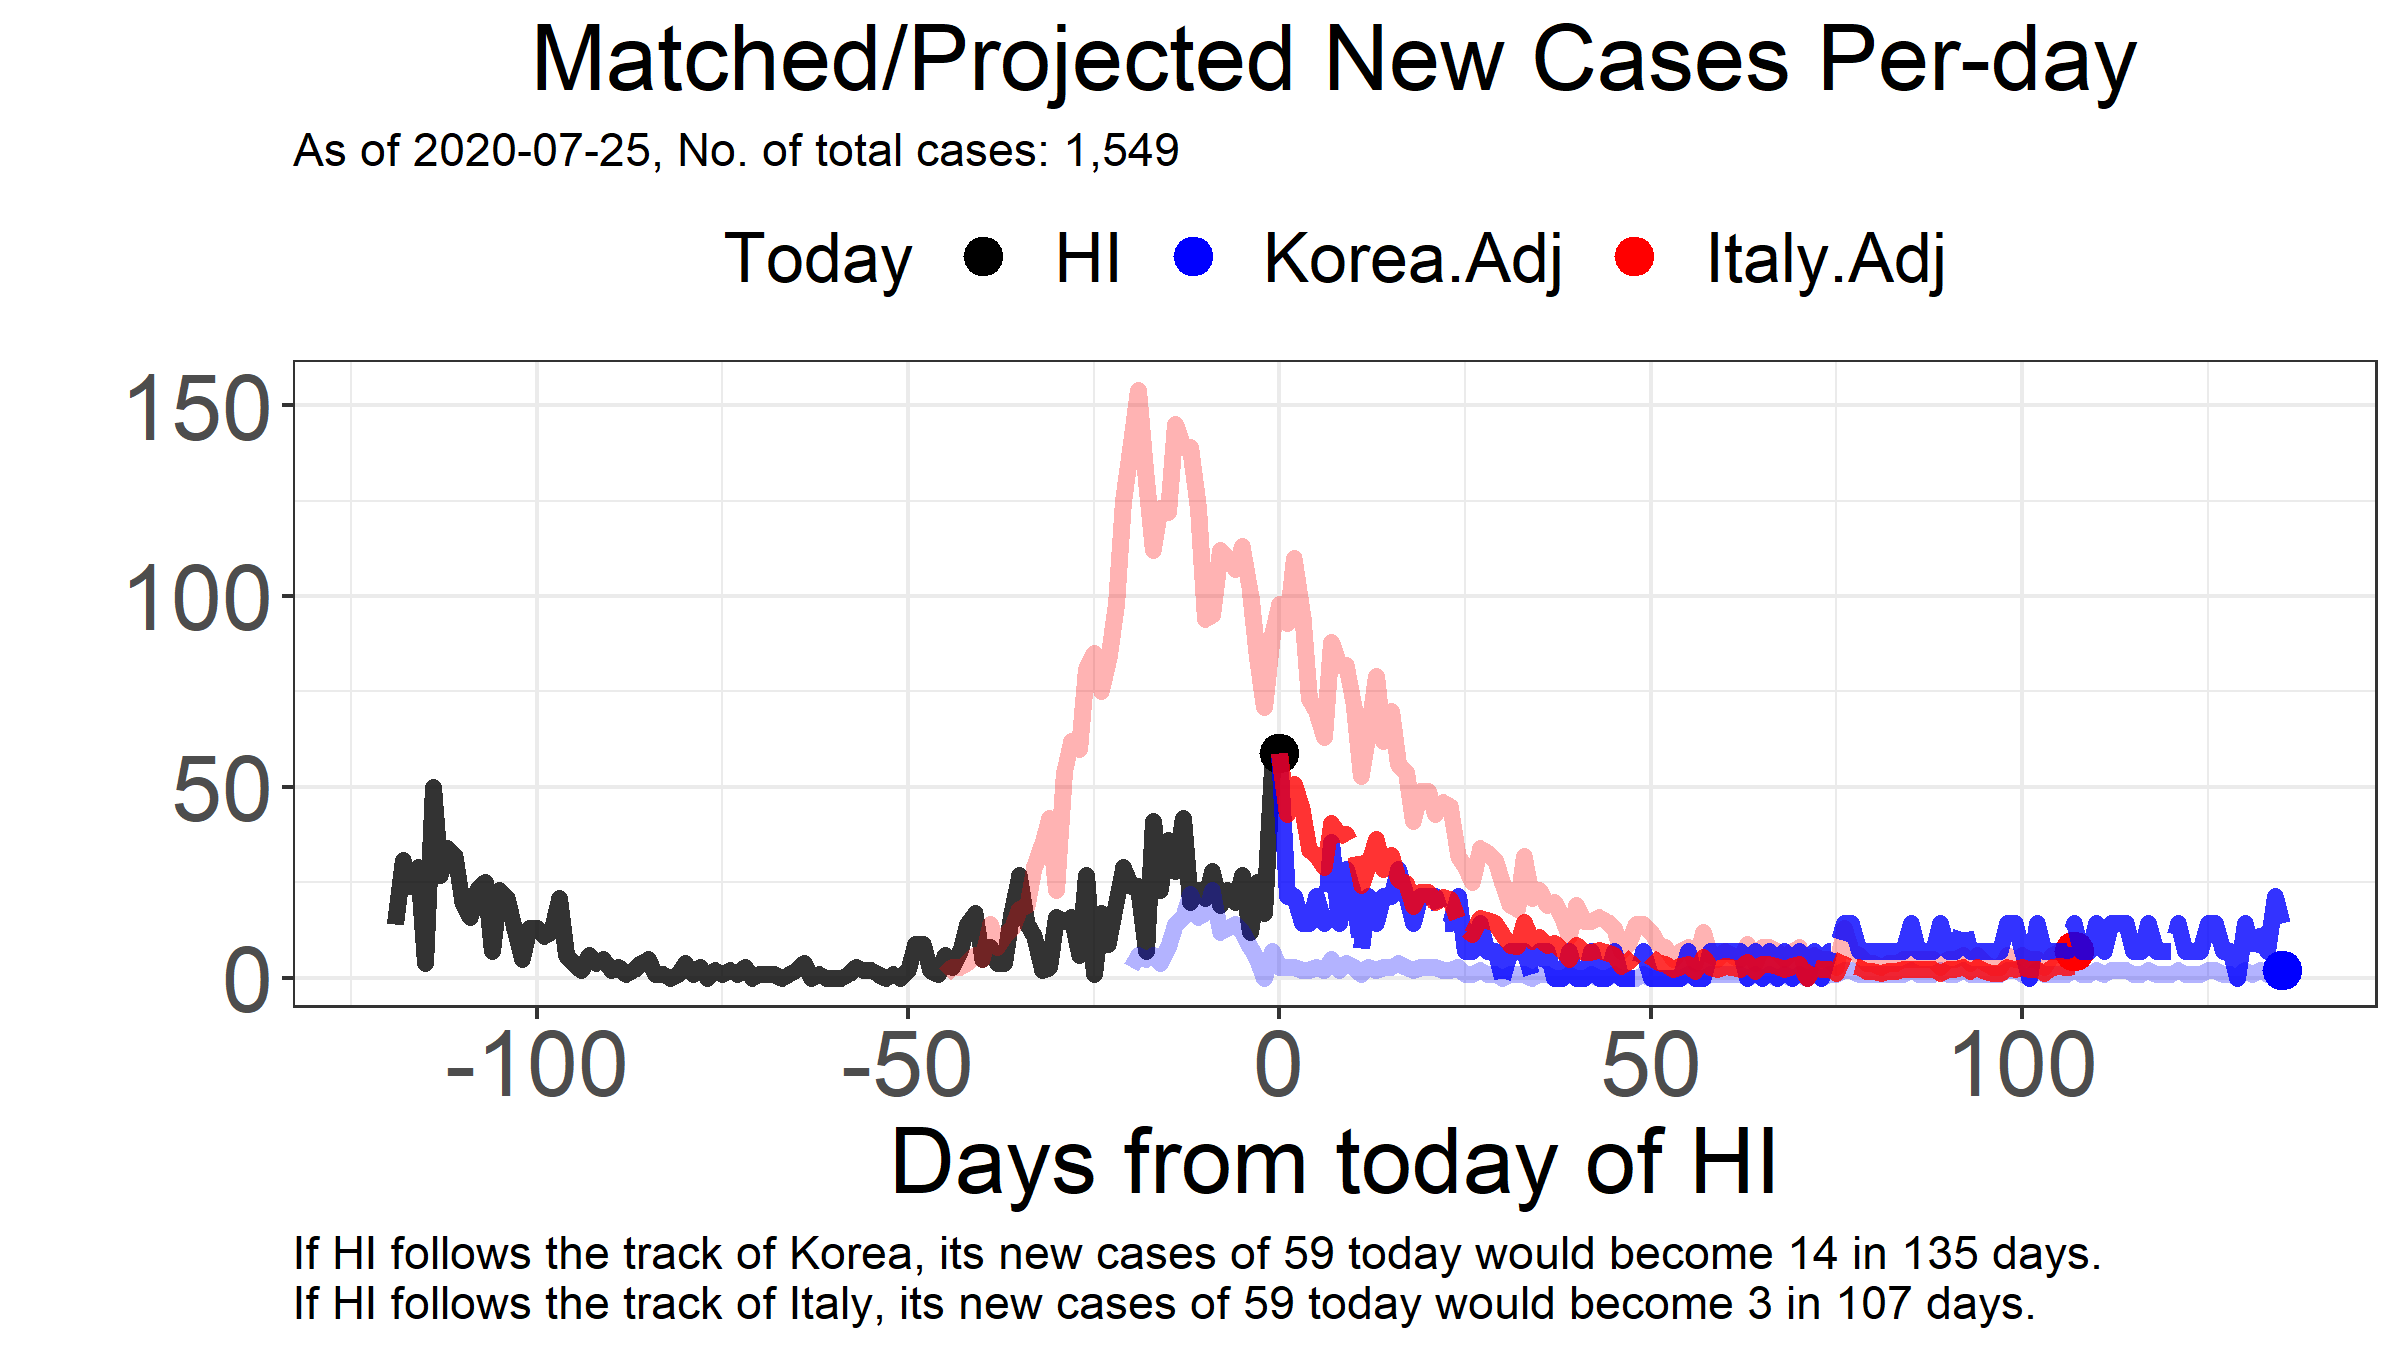 Matched/Projected New Cases Per-day
As of 2020-07-25, No. of total cases: 1,549
Today HI Korea.Adj Italy.Adj
150
100
50
0
-100 -50 0 50 100
Days from today of HI
If HI follows the track of Korea, its new cases of 59 today would become 14 in 135 days.
If HI follows the track of Italy, its new cases of 59 today would become 3 in 107 days.